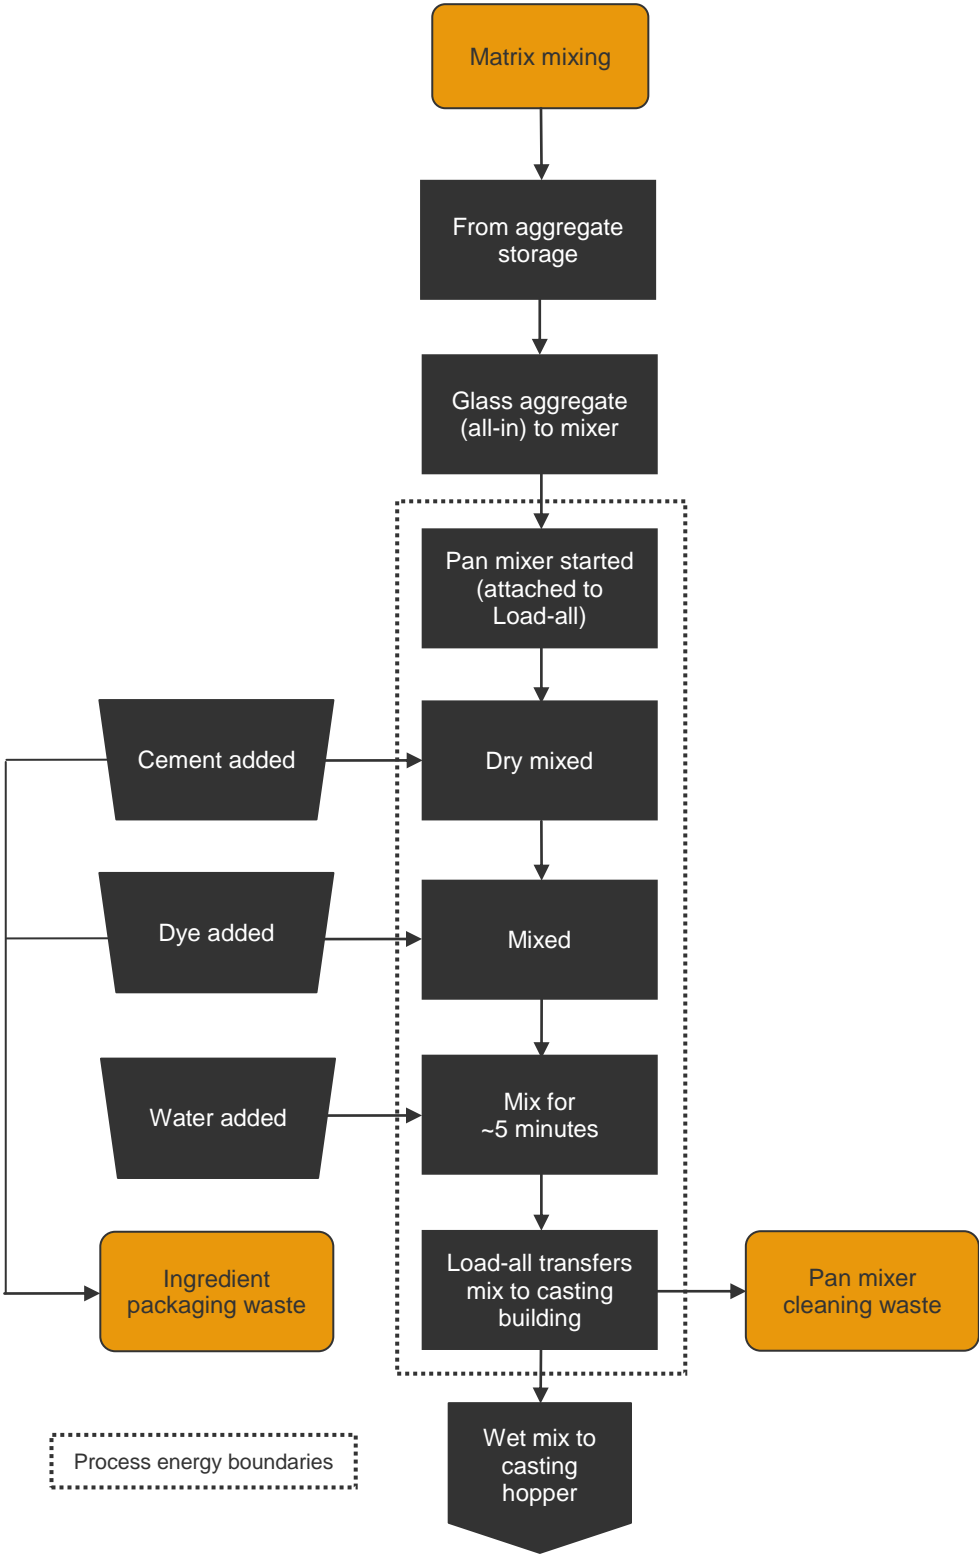 Matrix mixing
From aggregate
storage
Glass aggregate
(all-in) to mixer
Pan mixer started
(attached to
Load-all)
Cement added
Dry mixed
Dye added
Mixed
Water added
Mix for
~5 minutes
Ingredient
packaging waste
Load-all transfers
mix to casting
building
Pan mixer
cleaning waste
Wet mix to
casting
hopper
Process energy boundaries